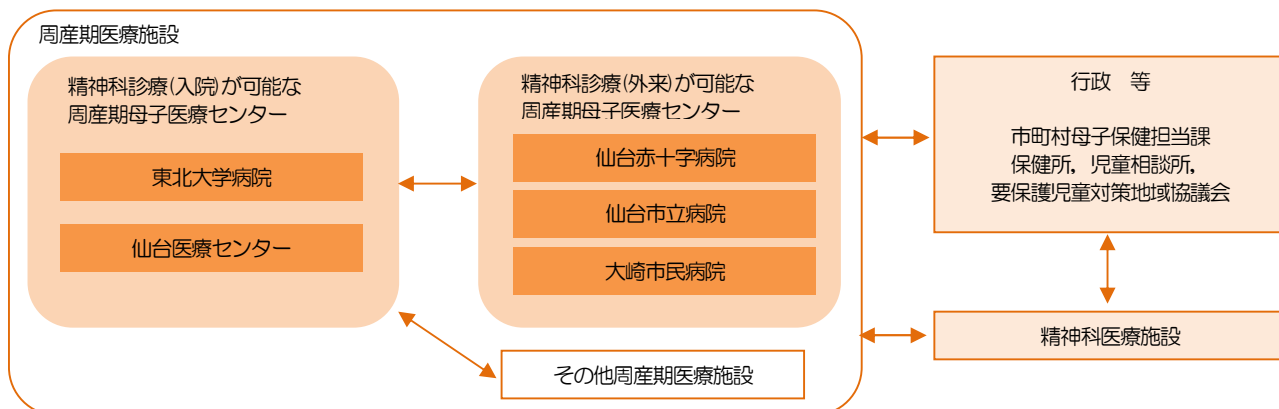 周産期医療施設
精神科診療(入院)が可能な
周産期母子医療センター
東北大学病院
仙台医療センター
精神科診療(外来)が可能な
周産期母子医療センター
仙台赤十字病院
仙台市立病院
大崎市民病院
その他周産期医療施設
行政　等
市町村母子保健担当課
保健所，児童相談所，
要保護児童対策地域協議会
精神科医療施設